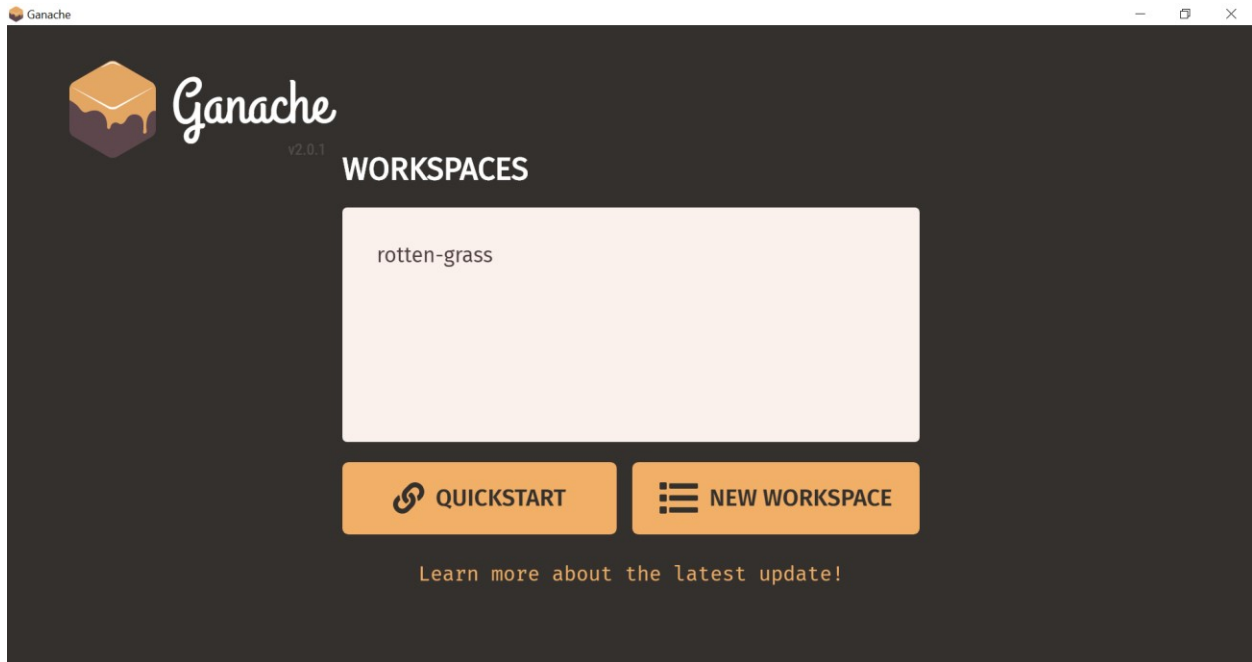 Ganache
Ganache
v2.0.1
WORKSPACES
rotten-grass
QUICKSTART
NEW WORKSPACE
Learn more about the latest update!